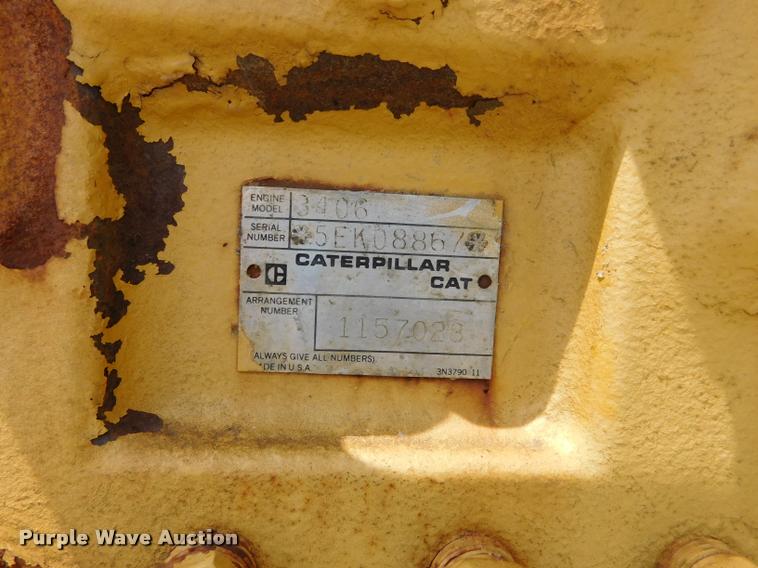 ENGINE MODEL 3406
SERIAL NUMBER 5EK08867
CATERPILLAR
C CAT
ARRANGEMENT NUMBER 1157028
(ALWAYS GIVE ALL NUMBERS)
DE IN U.S.A. 3N3790 11
Purple Wave Auction